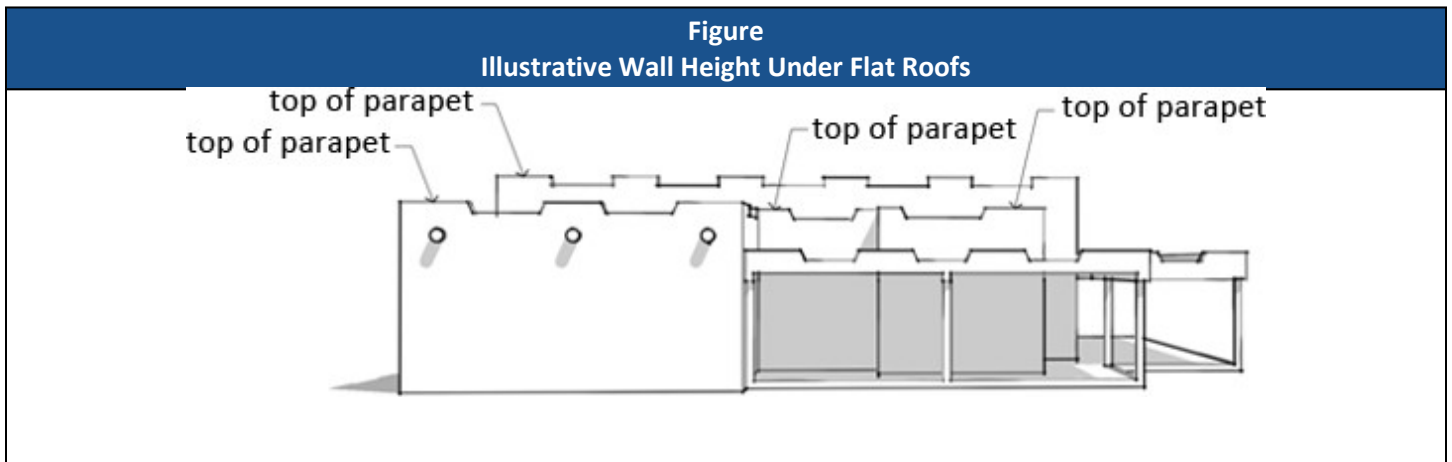 Figure
Illustrative Wall Height Under Flat Roofs
top of parapet
top of parapet
top of parapet
top of parapet